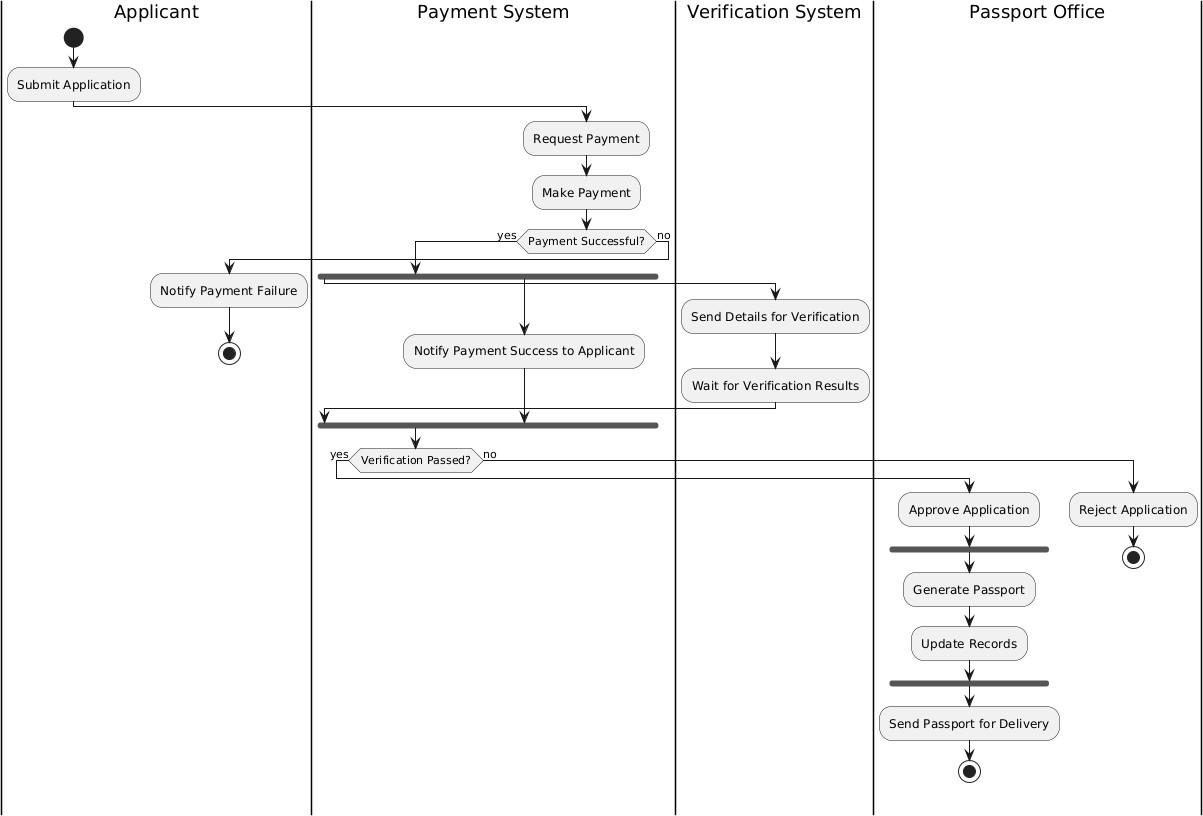 Applicant
Payment System
Verification System
Passport Office
Submit Application
Request Payment
Make Payment
yes
Payment Successful?
no
Notify Payment Failure
Send Details for Verification
Notify Payment Success to Applicant
Wait for Verification Results
yes
Verification Passed?
no
Approve Application
Reject Application
Generate Passport
Update Records
Send Passport for Delivery